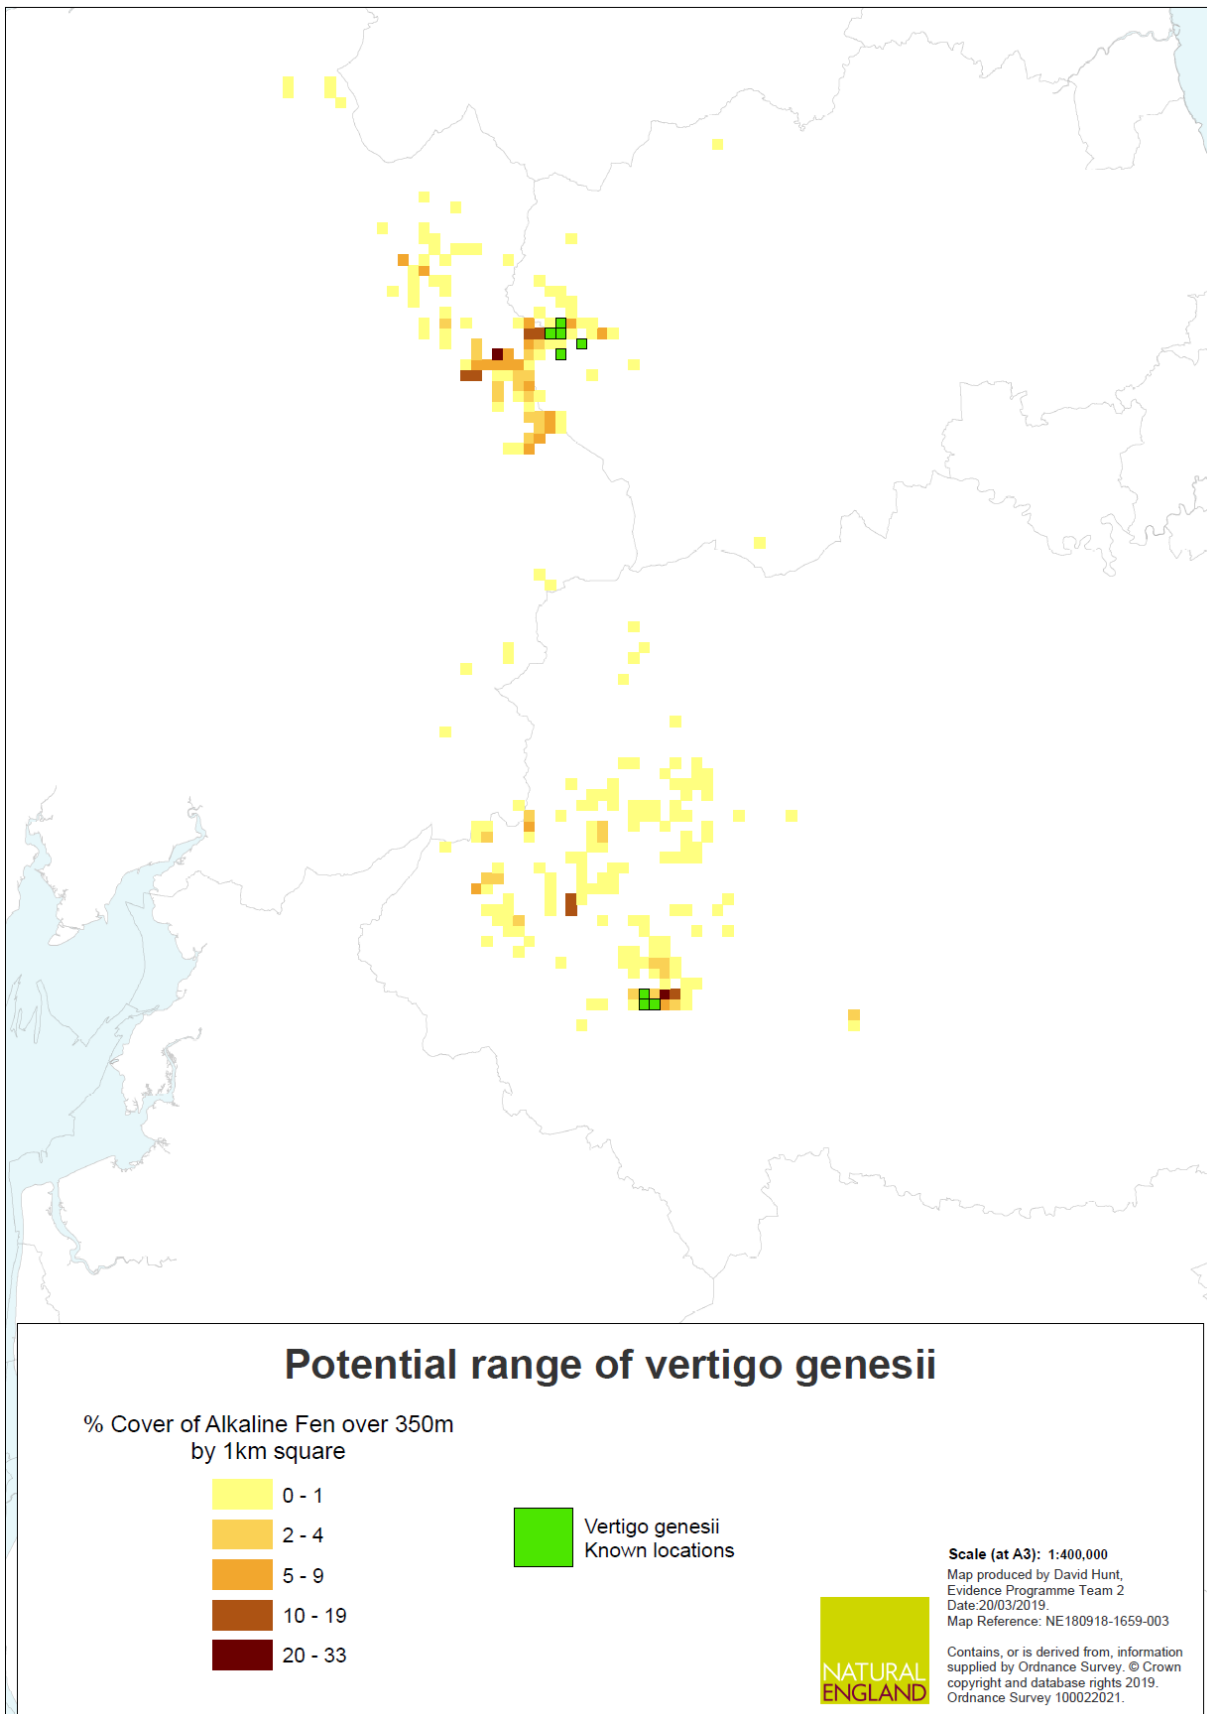 Potential range of vertigo genesii
% Cover of Alkaline Fen over 350m
by 1km square
0 - 1
2 - 4
5 - 9
10 - 19
20 - 33
Vertigo genesii
Known locations
NATURAL
ENGLAND
Scale (at A3): 1:400,000
Map produced by David Hunt,
Evidence Programme Team 2
Date:20/03/2019.
Map Reference: NE180918-1659-003
Contains, or is derived from, information
supplied by Ordnance Survey. © Crown
copyright and database rights 2019.
Ordnance Survey 100022021.